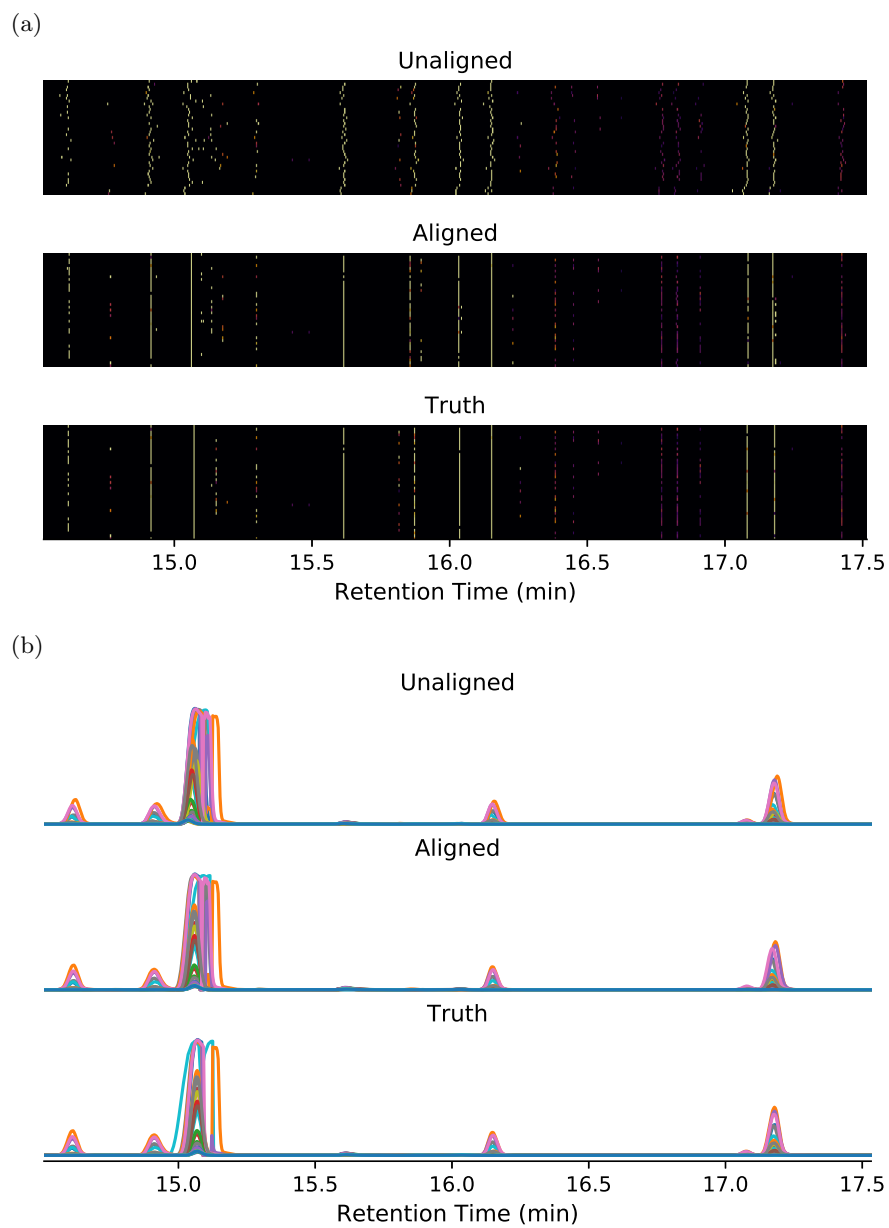 (a)
Unaligned
Aligned
Truth
15.0 15.5 16.0 16.5 17.0 17.5
Retention Time (min)
(b)
Unaligned
Aligned
Truth
15.0 15.5 16.0 16.5 17.0 17.5
Retention Time (min)